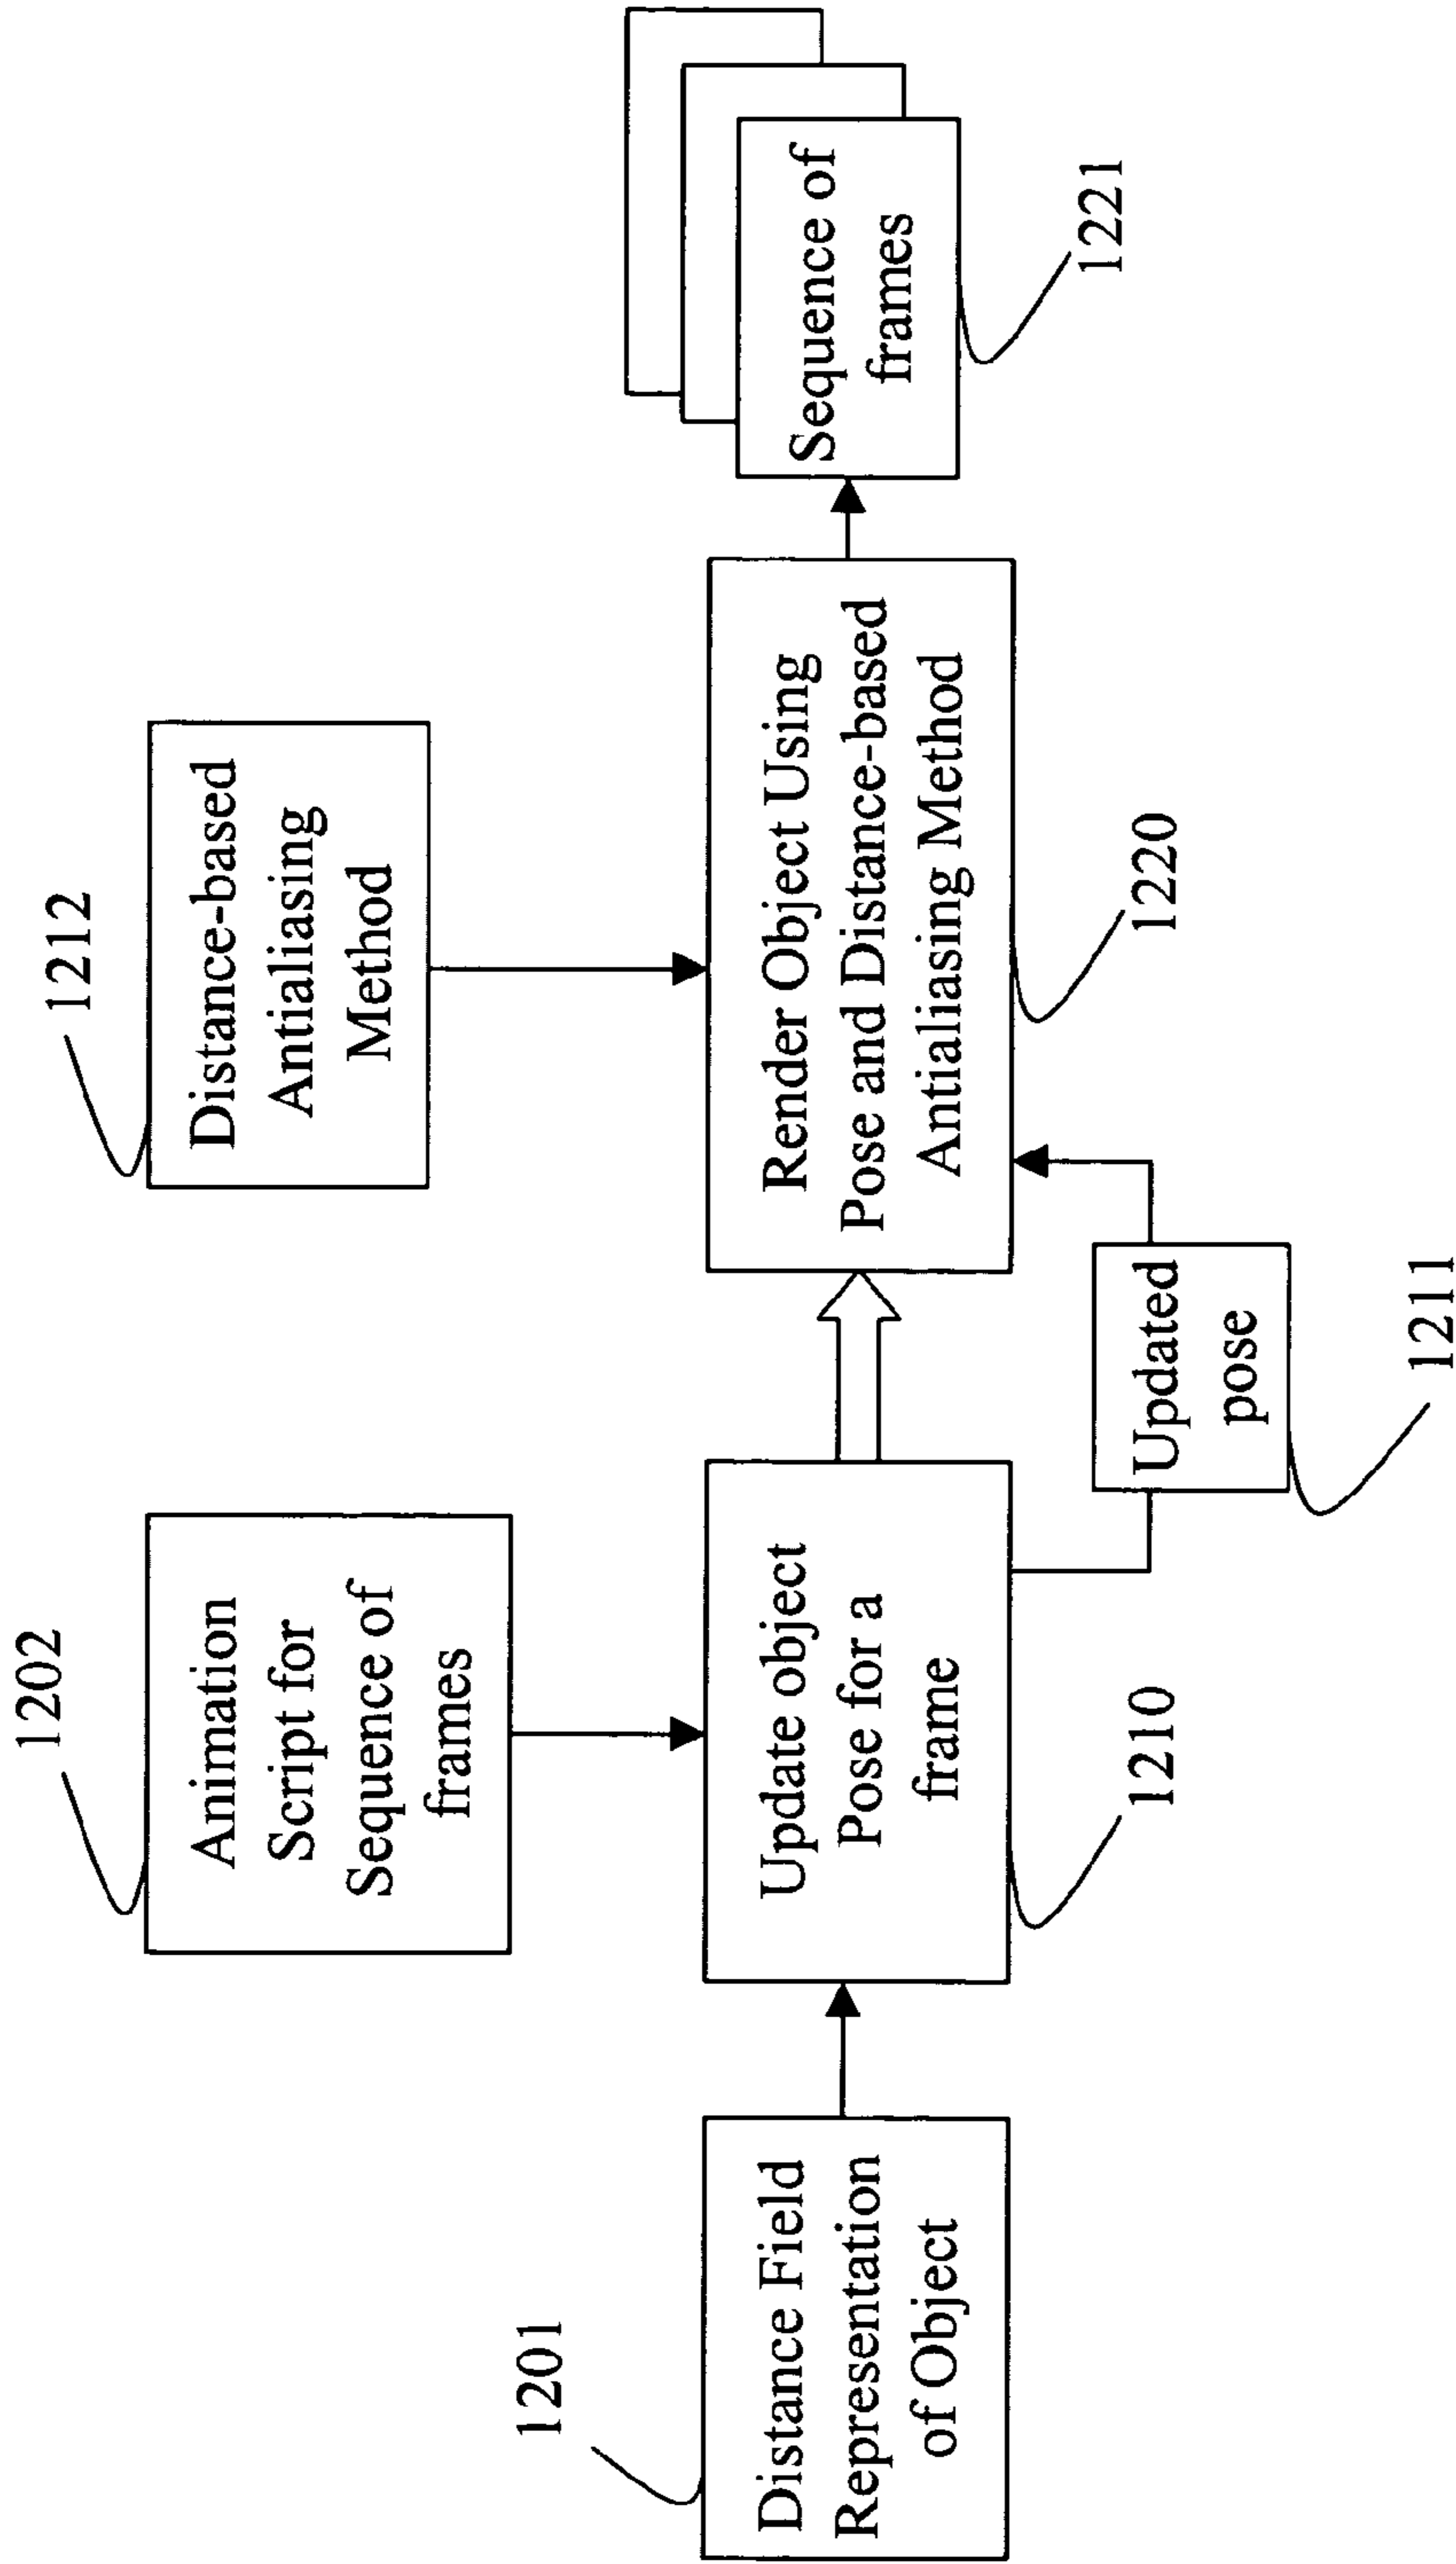 1202
Animation
Script for
Sequence of
frames
1212
Distance-based
Antialiasing
Method
1201
Distance Field
Representation
of Object
Update object
Pose for a
frame
1210
Updated
pose
1211
Render Object Using
Pose and Distance-based
Antialiasing Method
1220
Sequence of
frames
1221